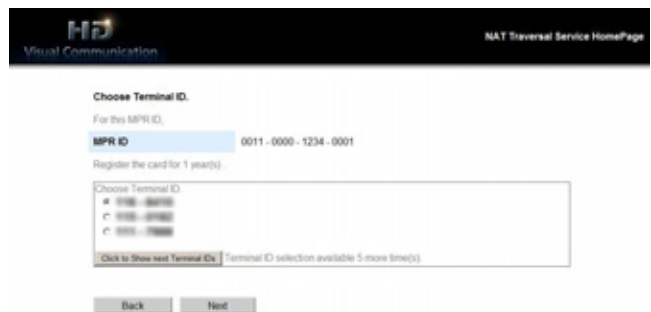 HD
Visual Communication
NAT Traversal Service HomePage
Choose Terminal ID.
For this MPR ID,
MPR ID 0011 - 0000 - 1234 - 0001
Register the card for 1 year(s) .
Choose Terminal ID
Click to Show next Terminal IDs Terminal ID selection available 5 more time(s).
Back Next